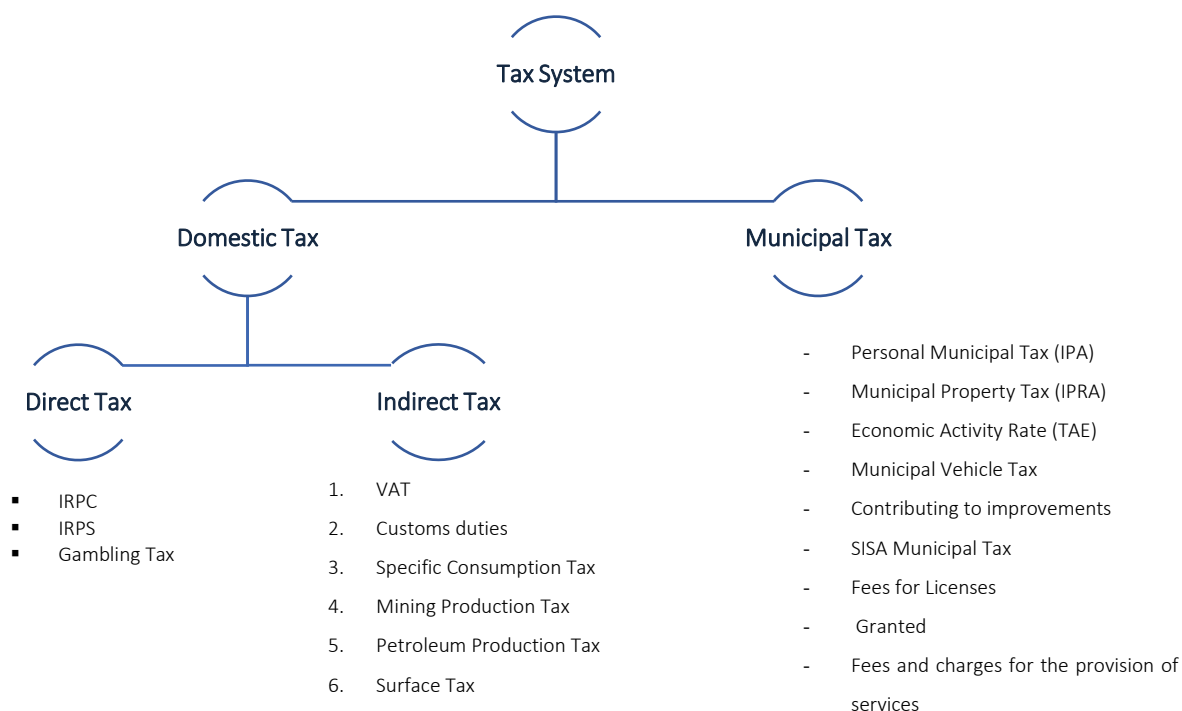 Tax System
Domestic Tax
Municipal Tax
Direct Tax
Indirect Tax
▪ IRPC
▪ IRPS
▪ Gambling Tax
1. VAT
2. Customs duties
3. Specific Consumption Tax
4. Mining Production Tax
5. Petroleum Production Tax
6. Surface Tax
- Personal Municipal Tax (IPA)
- Municipal Property Tax (IPRA)
- Economic Activity Rate (TAE)
- Municipal Vehicle Tax
- Contributing to improvements
- SISA Municipal Tax
- Fees for Licenses
- Granted
- Fees and charges for the provision of
services